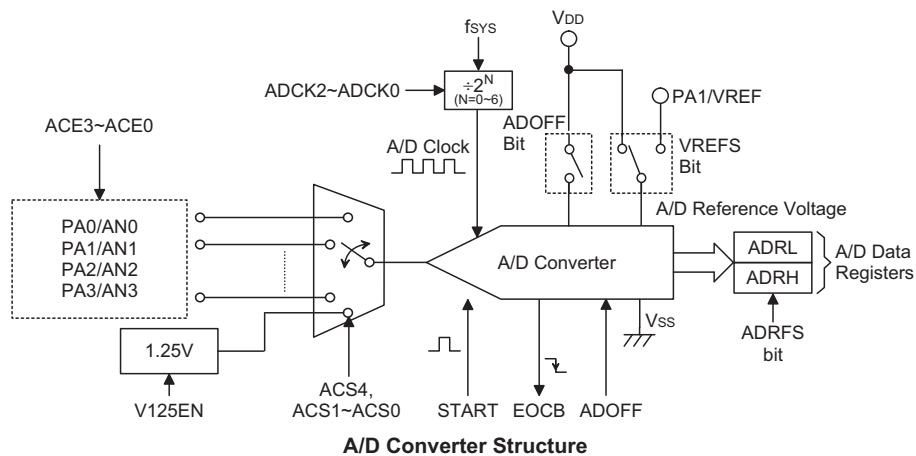 fSYS
VDD
ADCK2~ADCK0
÷2^N
(N=0~6)
PA1/VREF
ACE3~ACE0
ADOFF
Bit
VREFS
Bit
A/D Clock
A/D Reference Voltage
PA0/AN0
PA1/AN1
PA2/AN2
PA3/AN3
A/D Converter
ADRL
ADRH
A/D Data
Registers
VSS
ADRFS
bit
1.25V
V125EN
ACS4,
ACS1~ACS0
START
EOCB
ADOFF
A/D Converter Structure